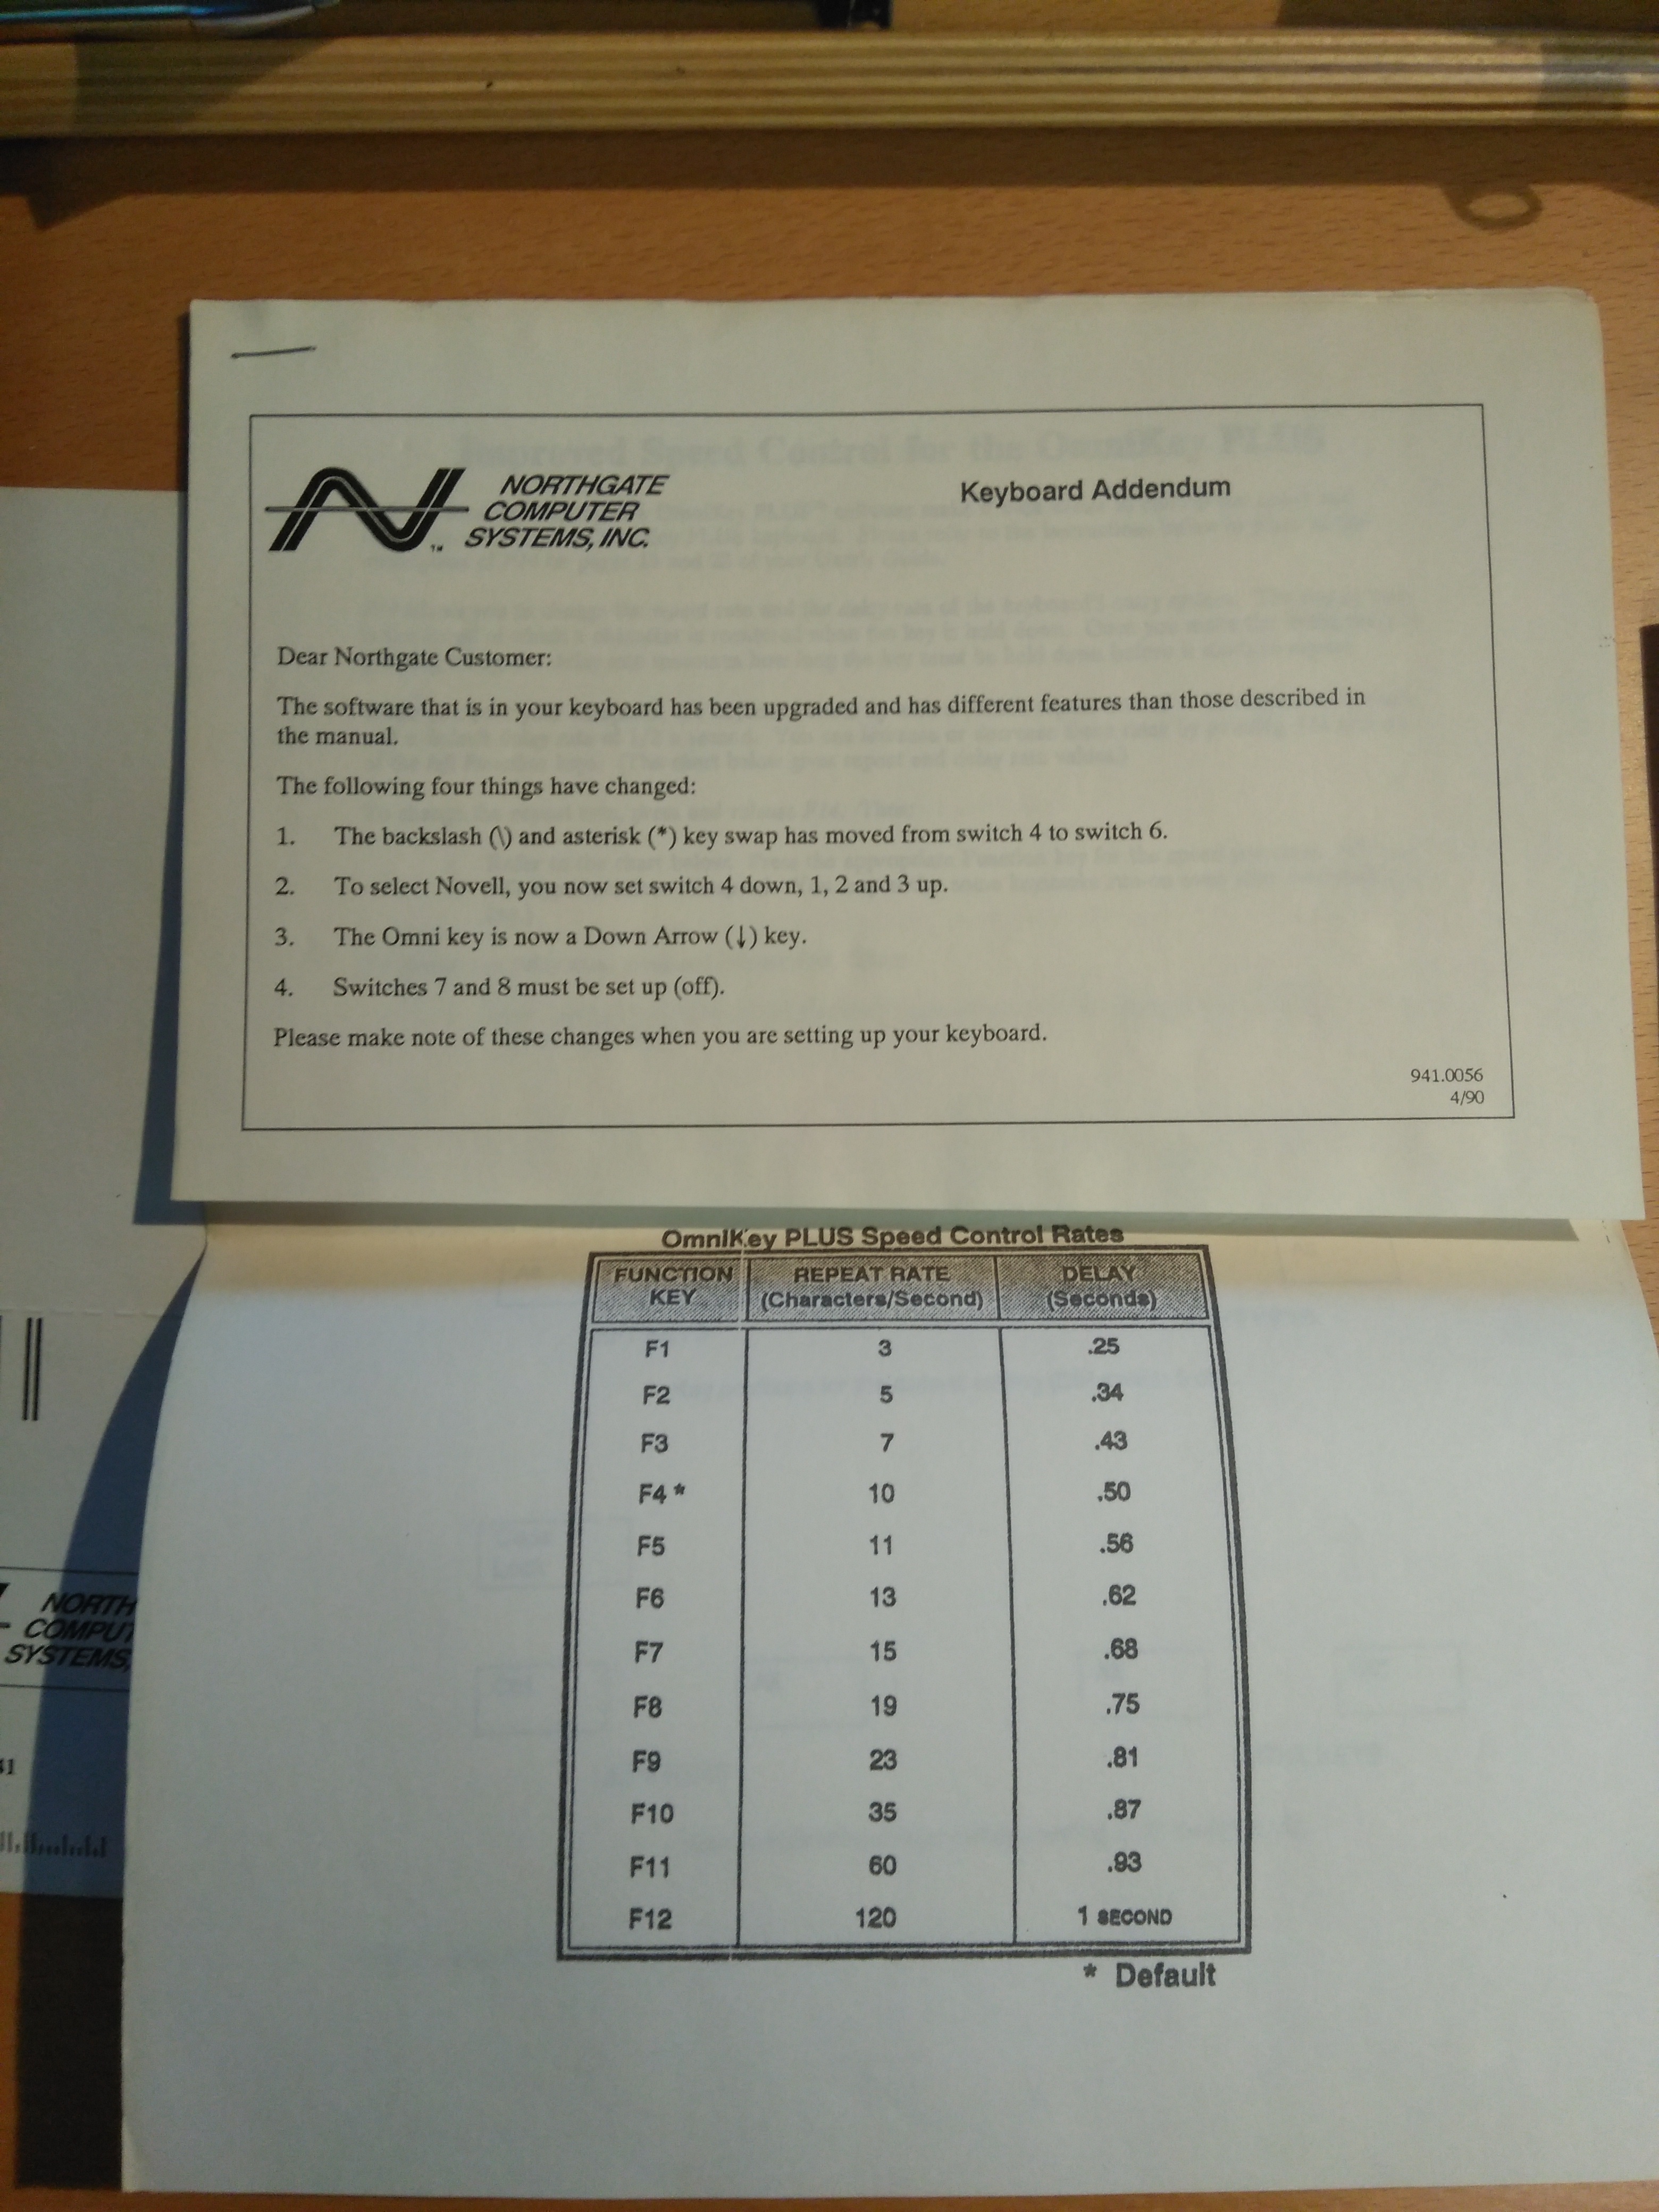 NORTHGATE
COMPUTER
SYSTEMS, INC.
™
Keyboard Addendum
Dear Northgate Customer:
The software that is in your keyboard has been upgraded and has different features than those described in
the manual.
The following four things have changed:
1. The backslash (\) and asterisk (*) key swap has moved from switch 4 to switch 6.
2. To select Novell, you now set switch 4 down, 1, 2 and 3 up.
3. The Omni key is now a Down Arrow (↓) key.
4. Switches 7 and 8 must be set up (off).
Please make note of these changes when you are setting up your keyboard.
941.0056
4/90
OmniKey PLUS Speed Control Rates
FUNCTION REPEAT RATE DELAY
KEY (Characters/Second) (Seconds)
F1 3 .25
F2 5 .34
F3 7 .43
F4 * 10 .50
F5 11 .56
F6 13 .62
F7 15 .68
F8 19 .75
F9 23 .81
F10 35 .87
F11 60 .93
F12 120 1 SECOND
* Default
NORTH
COMPUT
SYSTEMS,